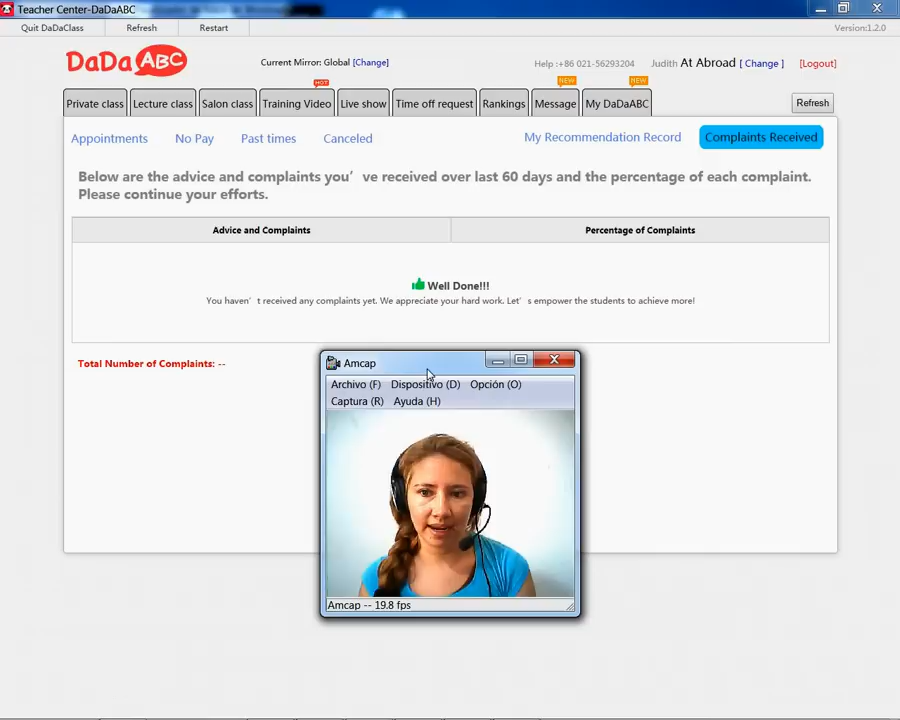 Teacher Center-DaDaABC
Quit DaDaClass Refresh Restart Version:1.2.0
DaDa ABC Current Mirror: Global [Change] Help :+86 021-56293204 Judith At Abroad [ Change ] [Logout]
HOT NEW NEW
Private class Lecture class Salon class Training Video Live show Time off request Rankings Message My DaDaABC Refresh
Appointments No Pay Past times Canceled My Recommendation Record Complaints Received
Below are the advice and complaints you' ve received over last 60 days and the percentage of each complaint.
Please continue your efforts.
Advice and Complaints Percentage of Complaints
Well Done!!!
You haven' t received any complaints yet. We appreciate your hard work. Let' s empower the students to achieve more!
Total Number of Complaints: --
Amcap
Archivo (F) Dispositivo (D) Opción (O)
Captura (R) Ayuda (H)
Amcap -- 19.8 fps